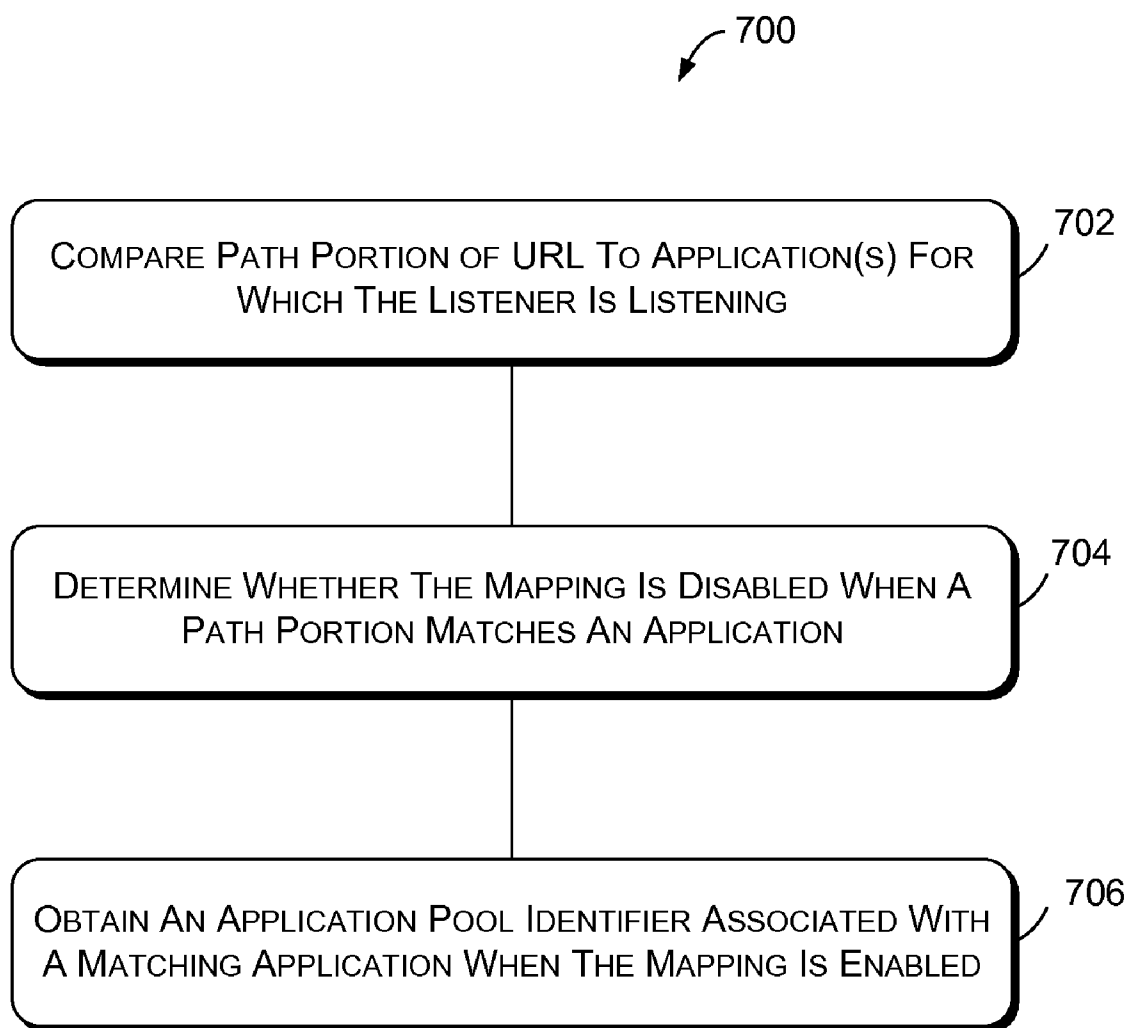 700
COMPARE PATH PORTION OF URL TO APPLICATION(S) FOR
WHICH THE LISTENER IS LISTENING
702
DETERMINE WHETHER THE MAPPING IS DISABLED WHEN A
PATH PORTION MATCHES AN APPLICATION
704
OBTAIN AN APPLICATION POOL IDENTIFIER ASSOCIATED WITH
A MATCHING APPLICATION WHEN THE MAPPING IS ENABLED
706